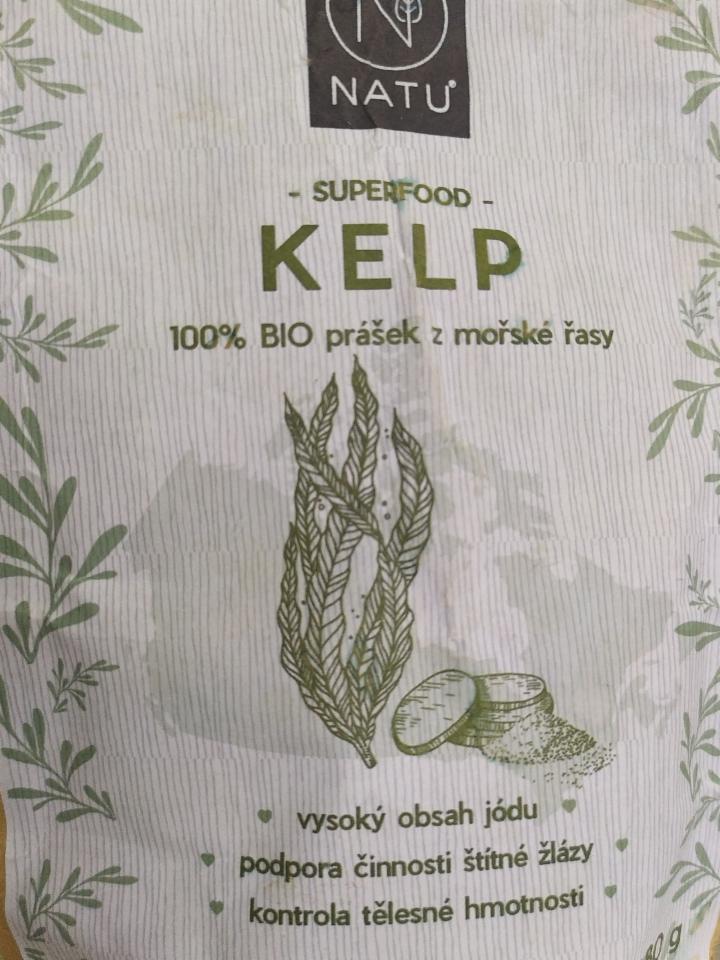 NATU®
- SUPERFOOD -
KELP
100% BIO prášek z mořské řasy
vysoký obsah jódu
podpora činnosti štítné žlázy
kontrola tělesné hmotnosti
g